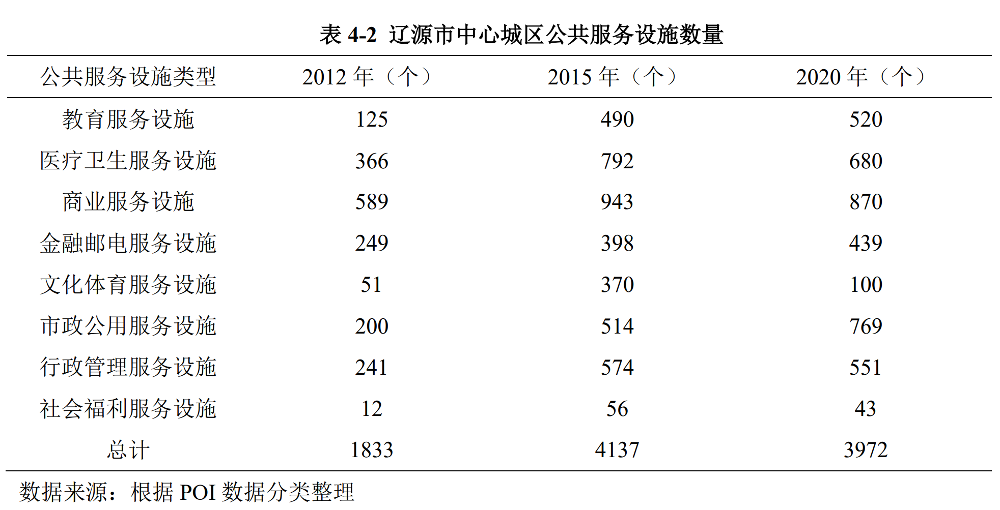 表 4-2 辽源市中心城区公共服务设施数量
公共服务设施类型 2012 年（个） 2015 年（个） 2020 年（个）
教育服务设施 125 490 520
医疗卫生服务设施 366 792 680
商业服务设施 589 943 870
金融邮电服务设施 249 398 439
文化体育服务设施 51 370 100
市政公用服务设施 200 514 769
行政管理服务设施 241 574 551
社会福利服务设施 12 56 43
总计 1833 4137 3972
数据来源：根据 POI 数据分类整理